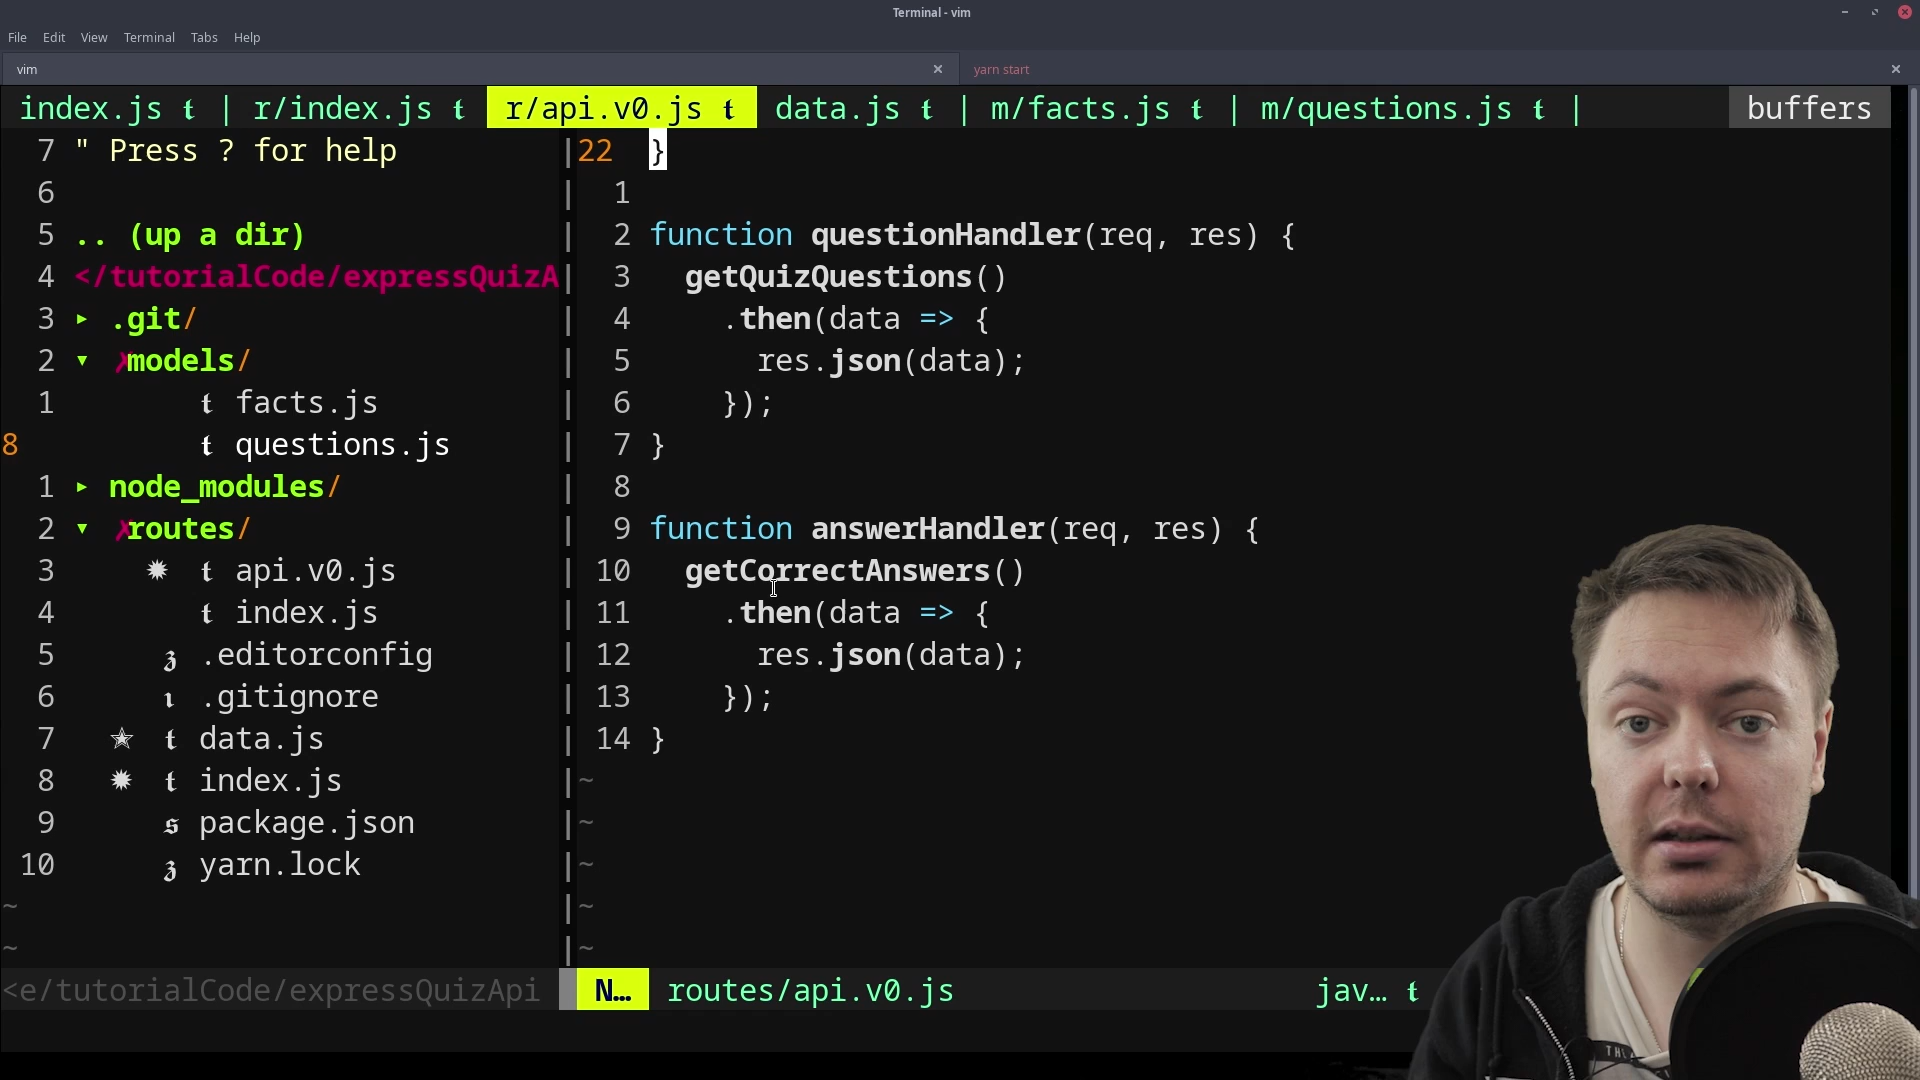 Terminal - vim
File Edit View Terminal Tabs Help
vim
yarn start
index.js t | r/index.js t r/api.v0.js t data.js t | m/facts.js t | m/questions.js t | buffers
7 " Press ? for help
6
5 .. (up a dir)
4 </tutorialCode/expressQuizA
3 ▸ .git/
2 ▾ ✗models/
1 t facts.js
8 t questions.js
1 ▸ node_modules/
2 ▾ ✗routes/
3 ✹ t api.v0.js
4 t index.js
5 z .editorconfig
6 ı .gitignore
7 ✭ t data.js
8 ✹ t index.js
9 s package.json
10 z yarn.lock
~
~
<e/tutorialCode/expressQuizApi
22 }
1
2 function questionHandler(req, res) {
3 getQuizQuestions()
4 .then(data => {
5 res.json(data);
6 });
7 }
8
9 function answerHandler(req, res) {
10 getCorrectAnswers()
11 .then(data => {
12 res.json(data);
13 });
14 }
~
~
~
~
~
N… routes/api.v0.js jav… t